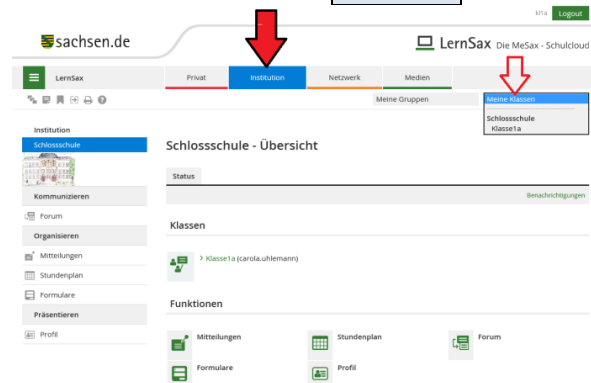 kl1a Logout
sachsen.de
LernSax Die MeSax - Schulcloud
LernSax Privat Institution Netzwerk Medien
Meine Gruppen Meine Klassen
Schlossschule
Klasse1a
Institution
Schlossschule
Kommunizieren
Forum
Organisieren
Mitteilungen
Stundenplan
Formulare
Präsentieren
Profil
Schlossschule - Übersicht
Status
Benachrichtigungen
Klassen
> Klasse1a (carola.uhlemann)
Funktionen
Mitteilungen Stundenplan Forum
Formulare Profil